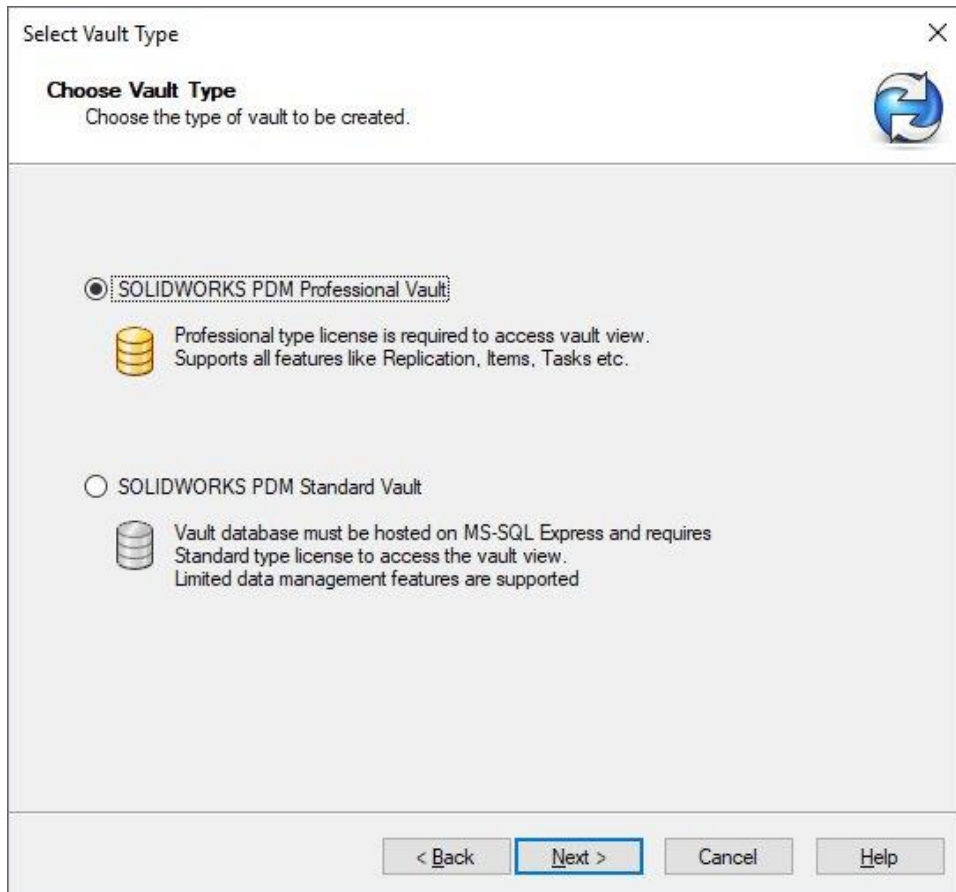 Select Vault Type
Choose Vault Type
Choose the type of vault to be created.
SOLIDWORKS PDM Professional Vault
Professional type license is required to access vault view.
Supports all features like Replication, Items, Tasks etc.
SOLIDWORKS PDM Standard Vault
Vault database must be hosted on MS-SQL Express and requires
Standard type license to access the vault view.
Limited data management features are supported
< Back Next > Cancel Help